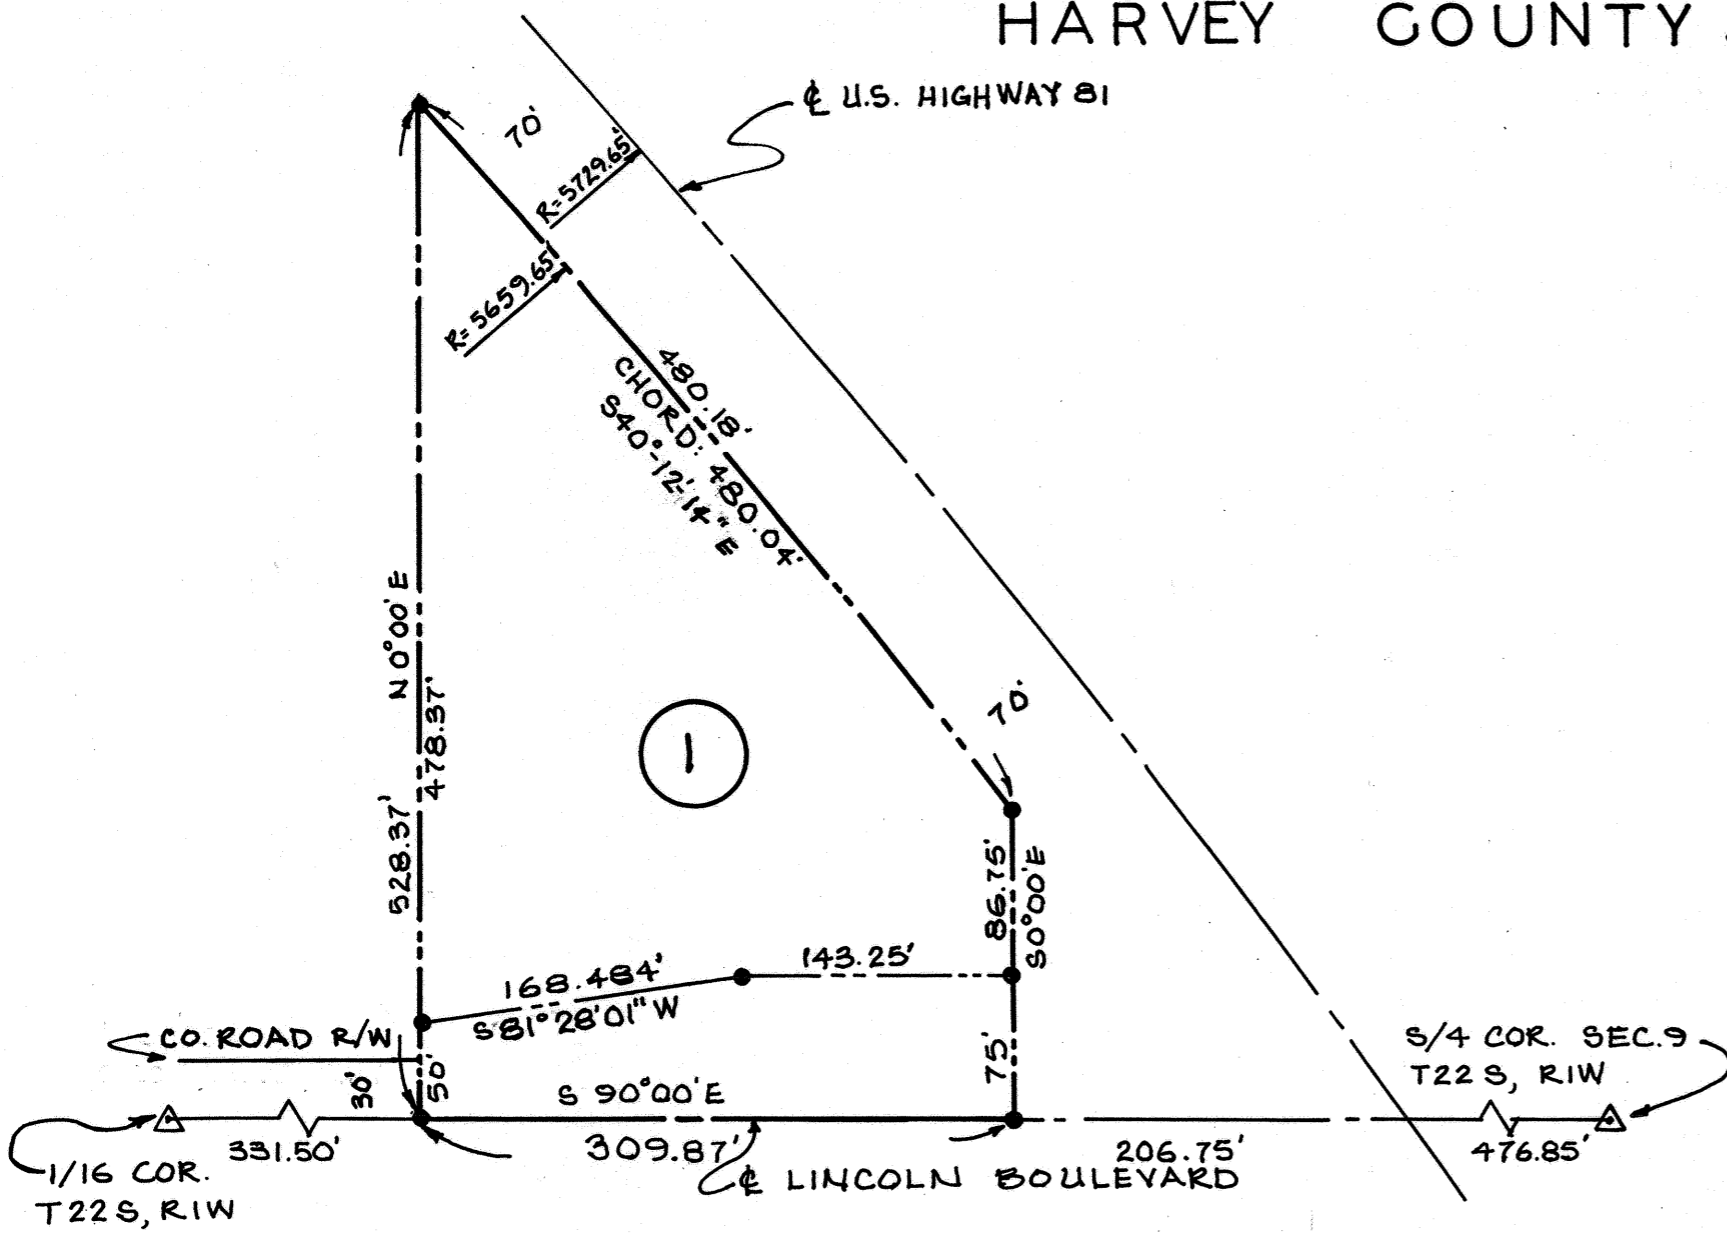 HARVEY COUNTY
℄ U.S. HIGHWAY 81
70'
R=5729.65'
R=5659.65'
480.18'
CHORD: 480.04'
S40°-12'-14"E
N0°00'E
478.37'
528.37'
1
70'
86.75'
S0°00'E
143.25'
168.484'
S81°28'01"W
CO. ROAD R/W
30'
50'
75'
S 90°00'E
S/4 COR. SEC.9
T22S, R1W
331.50'
309.87'
206.75'
476.85'
℄ LINCOLN BOULEVARD
1/16 COR.
T22S, R1W